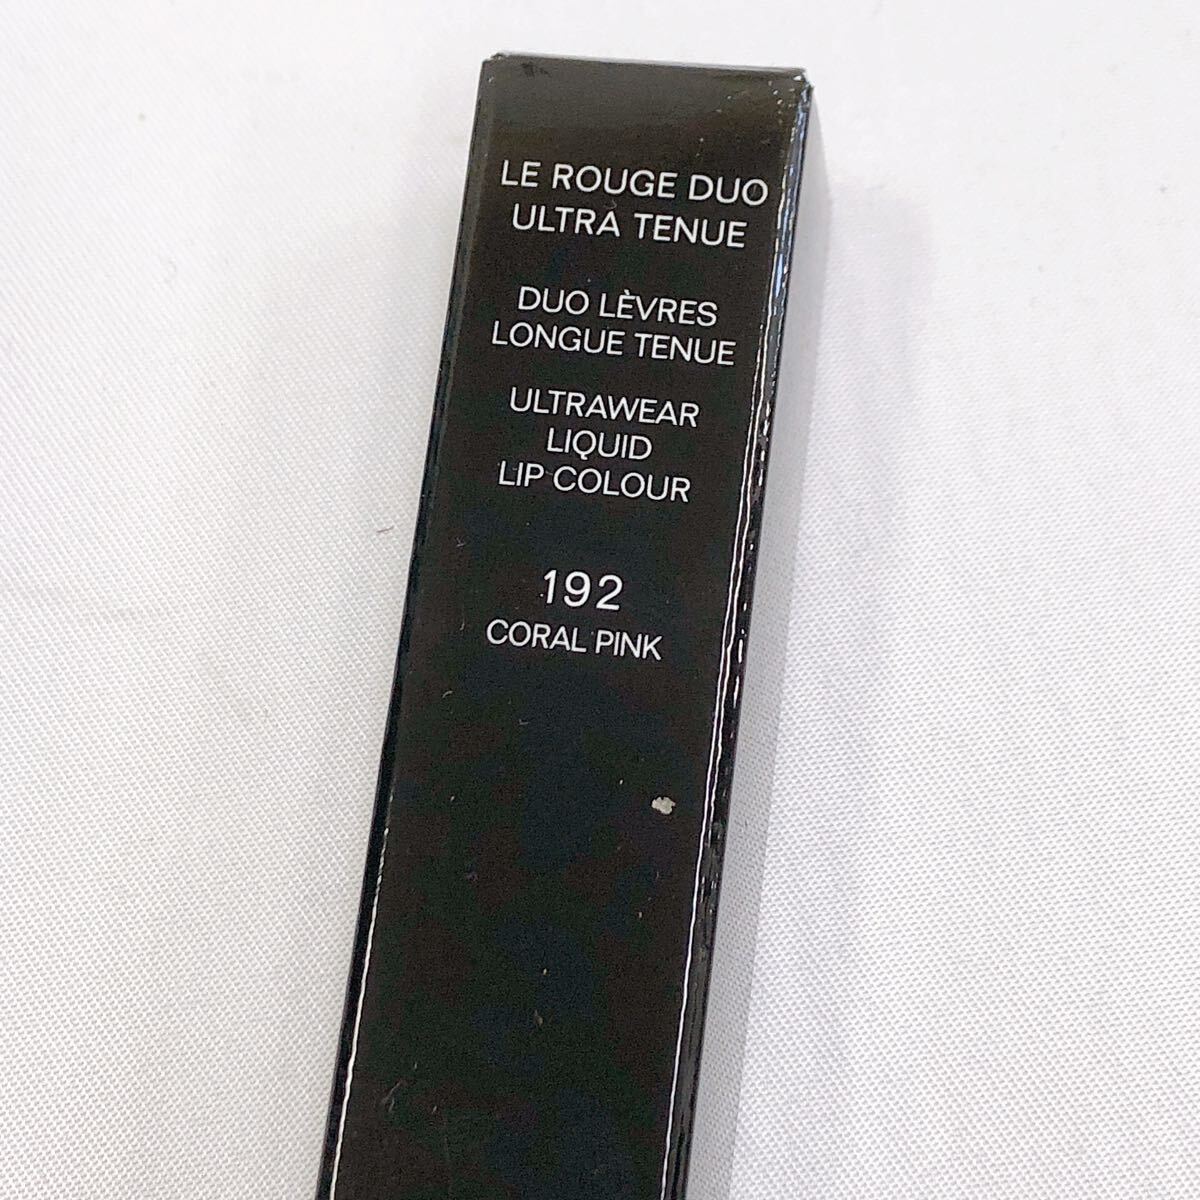 LE ROUGE DUO
ULTRA TENUE
DUO LÈVRES
LONGUE TENUE
ULTRAWEAR
LIQUID
LIP COLOUR
192
CORAL PINK